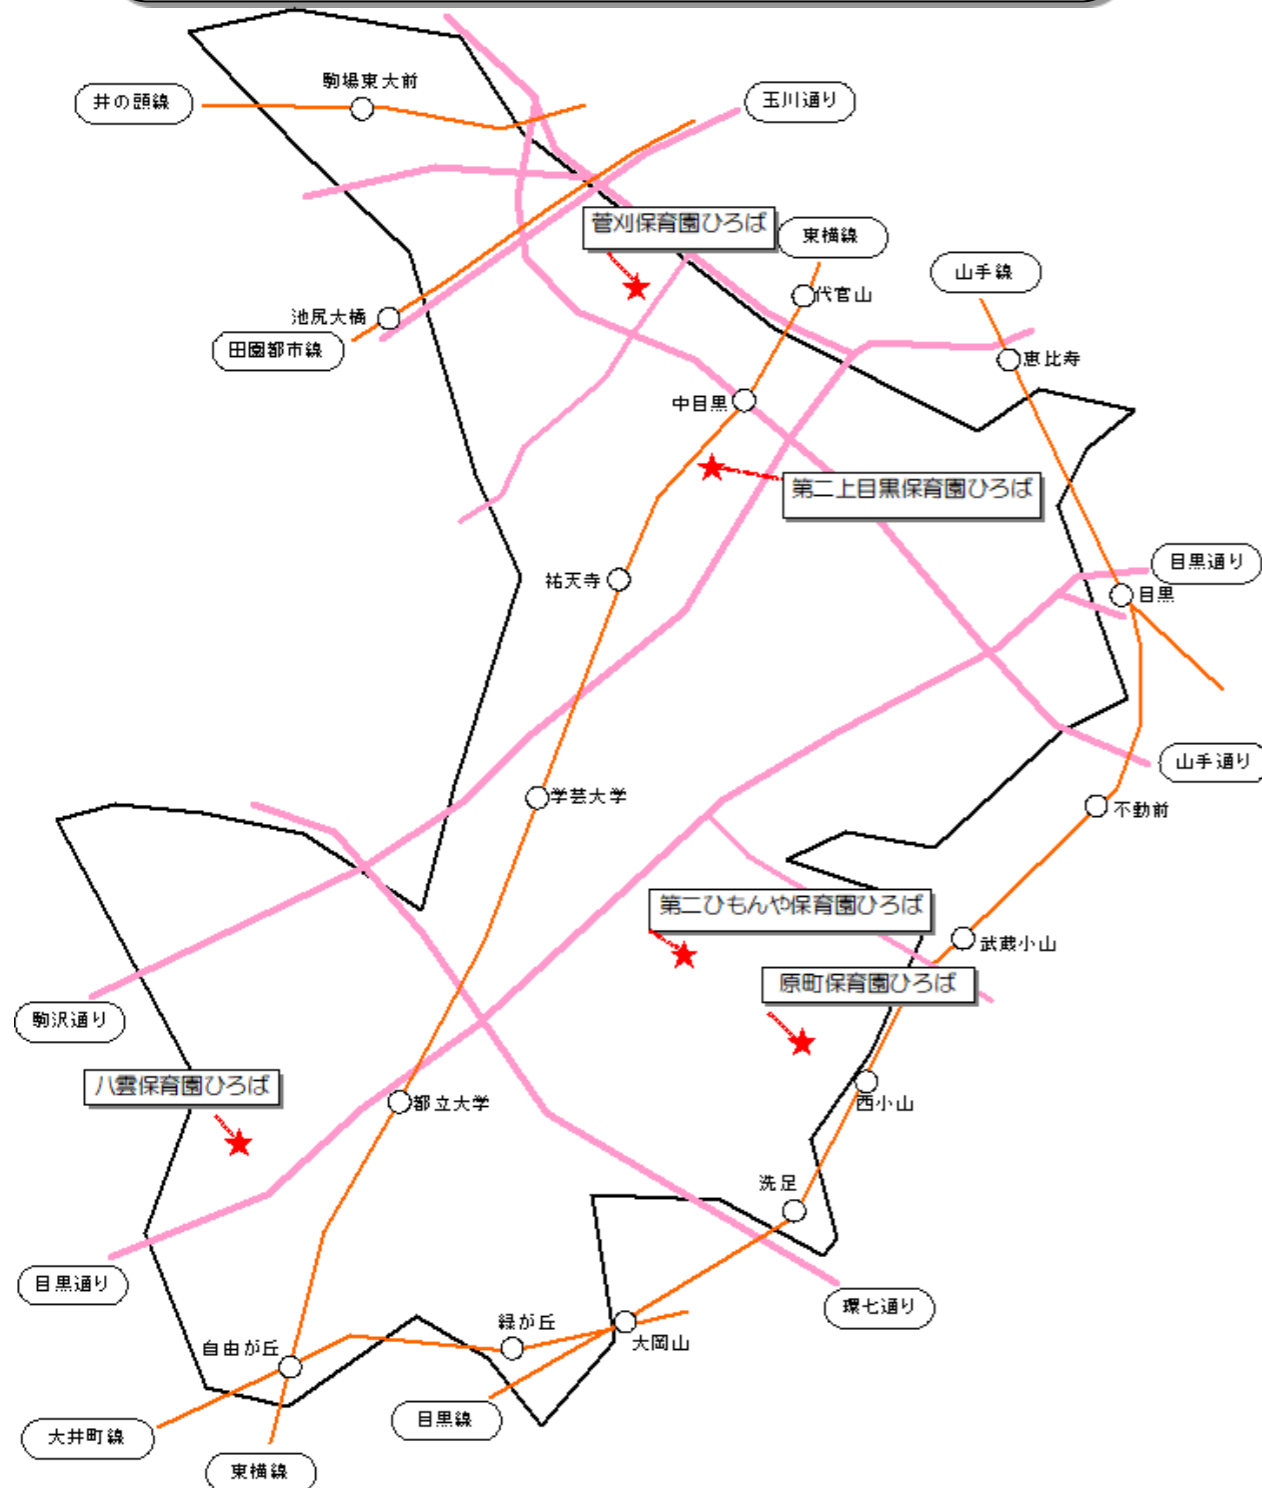 駒場東大前
井の頭線
玉川通り
菅刈保育園ひろば
東横線
山手線
代官山
池尻大橋
田園都市線
恵比寿
中目黒
第二上目黒保育園ひろば
目黒通り
祐天寺
目黒
山手通り
学芸大学
不動前
第二ひもんや保育園ひろば
武蔵小山
原町保育園ひろば
駒沢通り
八雲保育園ひろば
都立大学
西小山
洗足
目黒通り
環七通り
緑が丘
大岡山
自由が丘
目黒線
大井町線
東横線